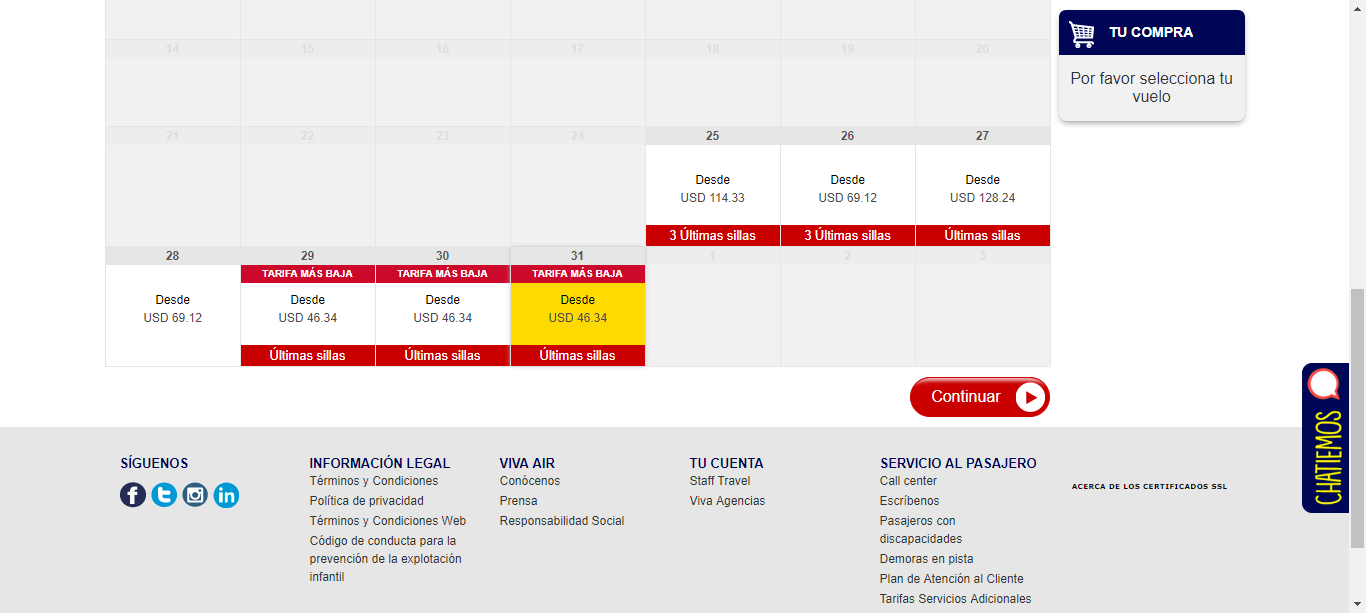 TU COMPRA
Por favor selecciona tu
vuelo
14 15 16 17 18 19 20
21 22 23 24 25 26 27
Desde Desde Desde
USD 114.33 USD 69.12 USD 128.24
3 Últimas sillas 3 Últimas sillas Últimas sillas
28 29 30 31 1 2 3
TARIFA MÁS BAJA TARIFA MÁS BAJA TARIFA MÁS BAJA
Desde Desde Desde Desde
USD 69.12 USD 46.34 USD 46.34 USD 46.34
Últimas sillas Últimas sillas Últimas sillas
Continuar
CHATIEMOS
SÍGUENOS
INFORMACIÓN LEGAL
Términos y Condiciones
Política de privacidad
Términos y Condiciones Web
Código de conducta para la
prevención de la explotación
infantil
VIVA AIR
Conócenos
Prensa
Responsabilidad Social
TU CUENTA
Staff Travel
Viva Agencias
SERVICIO AL PASAJERO
Call center
Escríbenos
Pasajeros con
discapacidades
Demoras en pista
Plan de Atención al Cliente
Tarifas Servicios Adicionales
ACERCA DE LOS CERTIFICADOS SSL